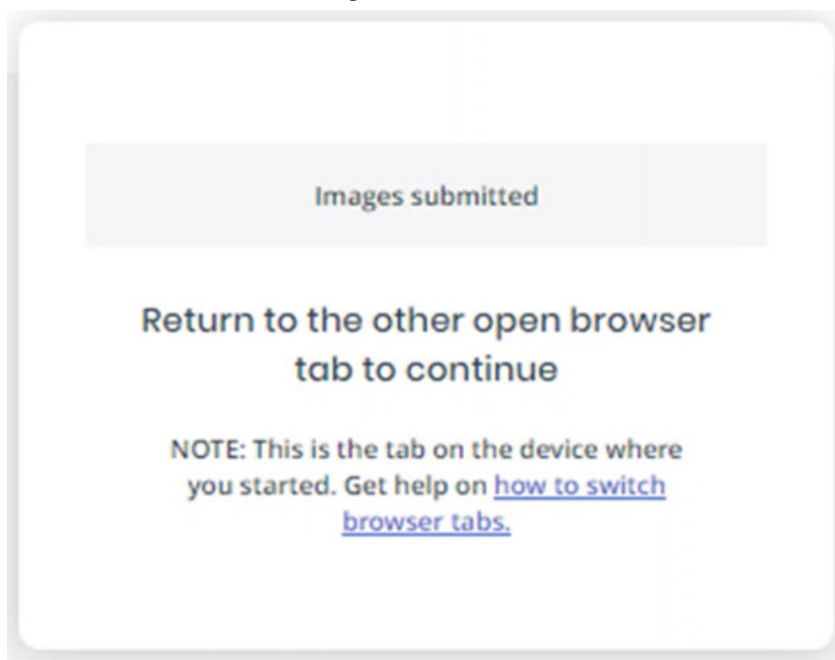 Images submitted
Return to the other open browser
tab to continue
NOTE: This is the tab on the device where
you started. Get help on how to switch
browser tabs.